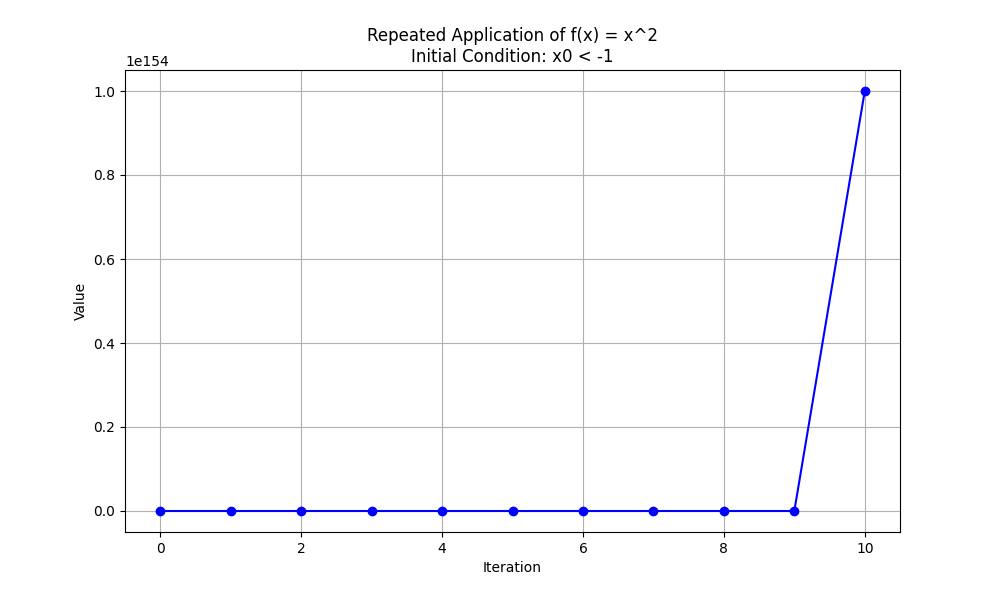 Repeated Application of f(x) = x^2
Initial Condition: x0 < -1
1e154
1.0
0.8
0.6
0.4
0.2
0.0
Value
0 2 4 6 8 10
Iteration